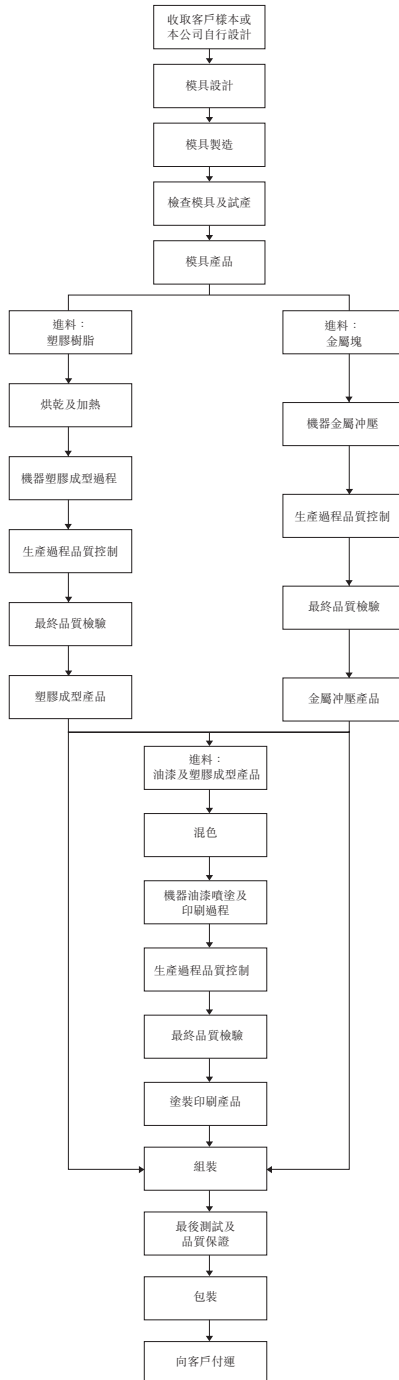 收取客戶樣本或
本公司自行設計
模具設計
模具製造
檢查模具及試產
模具產品
進料：
塑膠樹脂
烘乾及加熱
機器塑膠成型過程
生產過程品質控制
最終品質檢驗
塑膠成型產品
進料：
金屬塊
機器金屬冲壓
生產過程品質控制
最終品質檢驗
金屬冲壓產品
進料：
油漆及塑膠成型產品
混色
機器油漆噴塗及
印刷過程
生產過程品質控制
最終品質檢驗
塗裝印刷產品
組裝
最後測試及
品質保證
包裝
向客戶付運